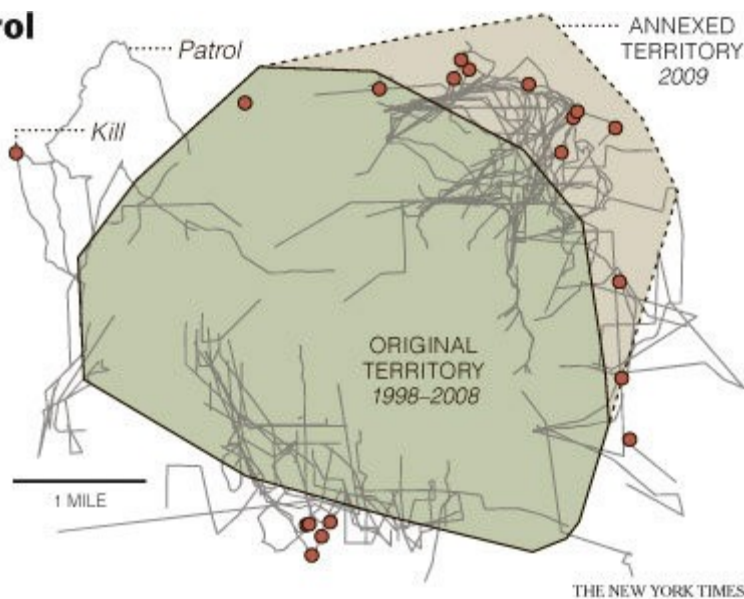 rol
Patrol
ANNEXED
TERRITORY
2009
Kill
ORIGINAL
TERRITORY
1998–2008
1 MILE
THE NEW YORK TIMES